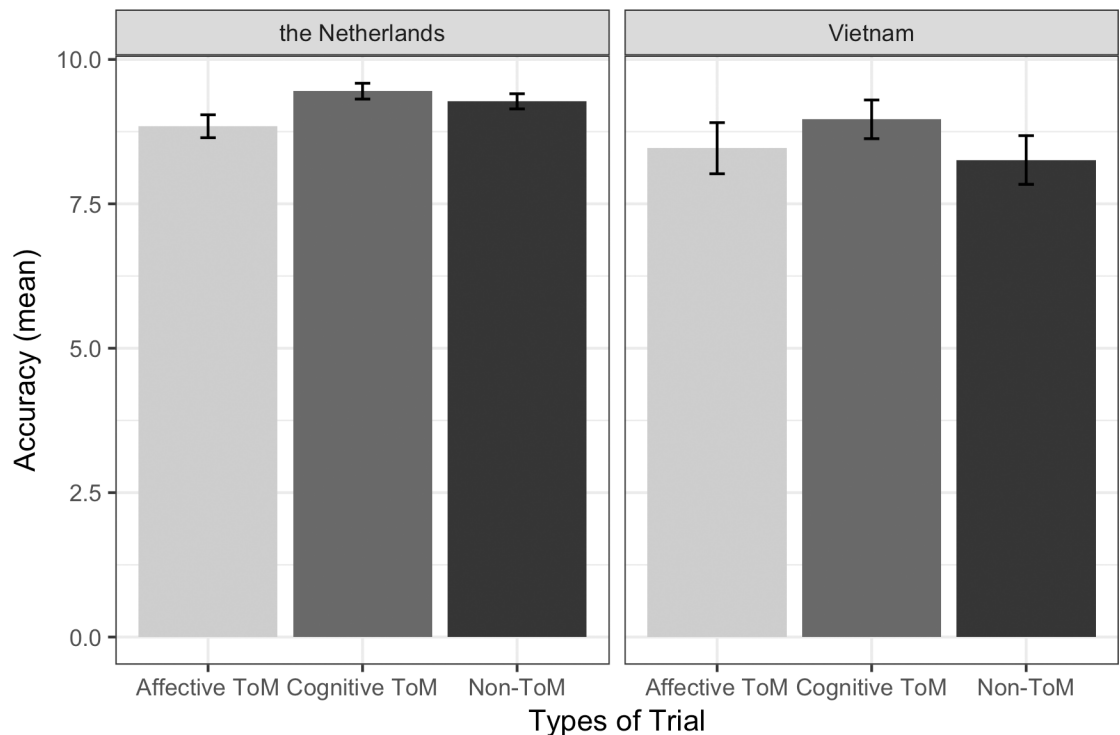 the Netherlands Vietnam
10.0
7.5
5.0
2.5
0.0
Accuracy (mean)
Affective ToM Cognitive ToM Non-ToM Affective ToM Cognitive ToM Non-ToM
Types of Trial